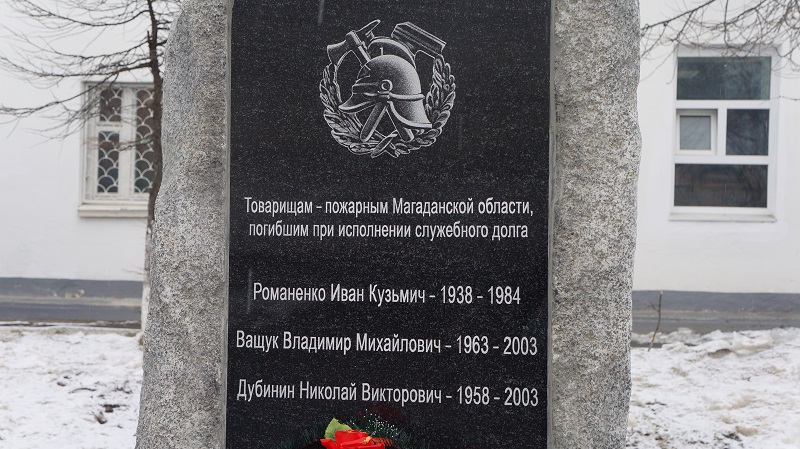 Товарищам - пожарным Магаданской области,
погибшим при исполнении служебного долга
Романенко Иван Кузьмич - 1938 - 1984
Ващук Владимир Михайлович - 1963 - 2003
Дубинин Николай Викторович - 1958 - 2003